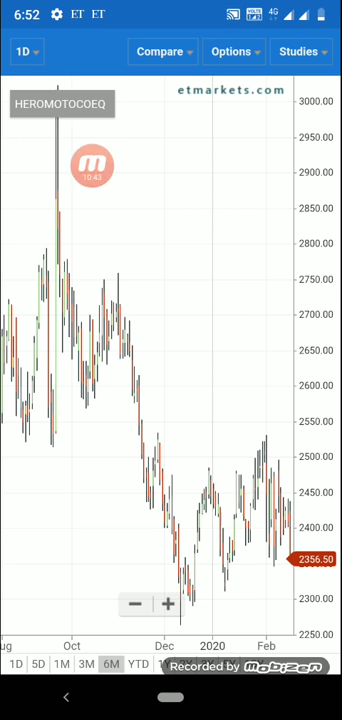 6:52 ET ET 4G
VOLTE
1D Compare Options Studies
HEROMOTOCOEQ
etmarkets.com
10:43
3000.00
2950.00
2900.00
2850.00
2800.00
2750.00
2700.00
2650.00
2600.00
2550.00
2500.00
2450.00
2400.00
2356.50
2300.00
2250.00
ug Oct Dec 2020 Feb
1D 5D 1M 3M 6M YTD
Recorded by mobizen